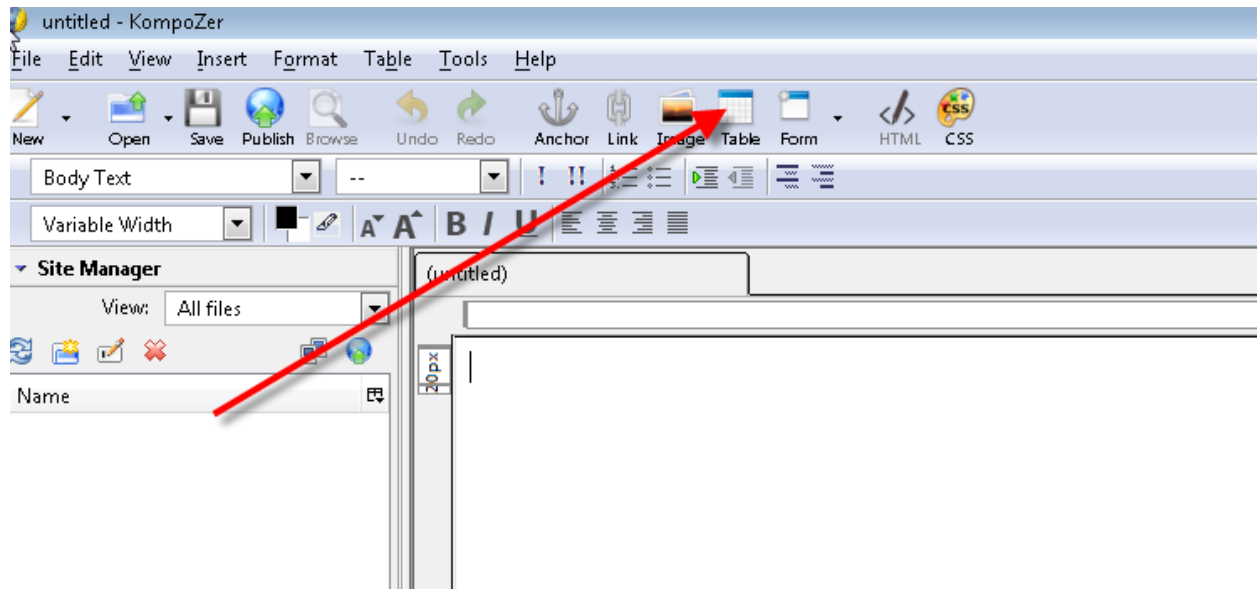 untitled - KompoZer
File Edit View Insert Format Table Tools Help
New Open Save Publish Browse Undo Redo Anchor Link Image Table Form HTML CSS
Body Text --
Variable Width B I U
Site Manager
(untitled)
View: All files
20px
Name